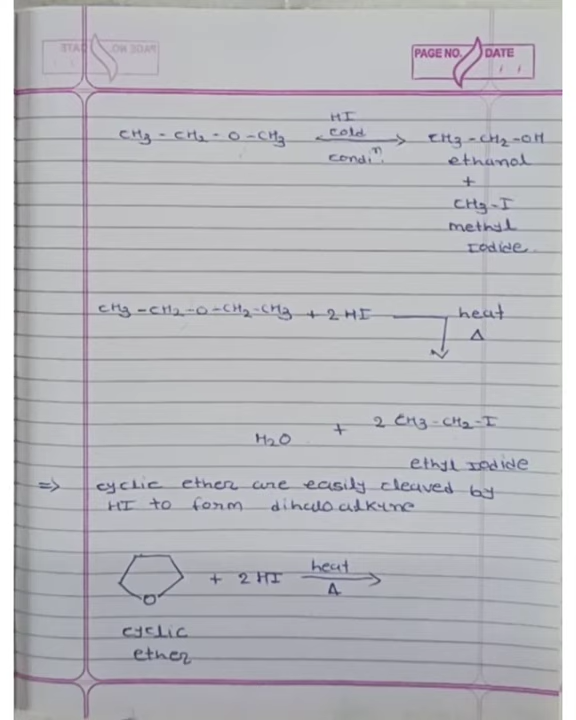 PAGE NO. DATE
CH3 - CH2 - O - CH3 HI cold condiⁿ. CH3 - CH2 - OH
ethanol
+
CH3 - I
methyl
Iodide.
CH3 - CH2 - O - CH2 - CH3 + 2 HI heat
Δ
H2O + 2 CH3 - CH2 - I
ethyl Iodide
⇒ cyclic ether are easily cleaved by
HI to form dihalo alkyne
O + 2 HI heat Δ
cyclic
ether